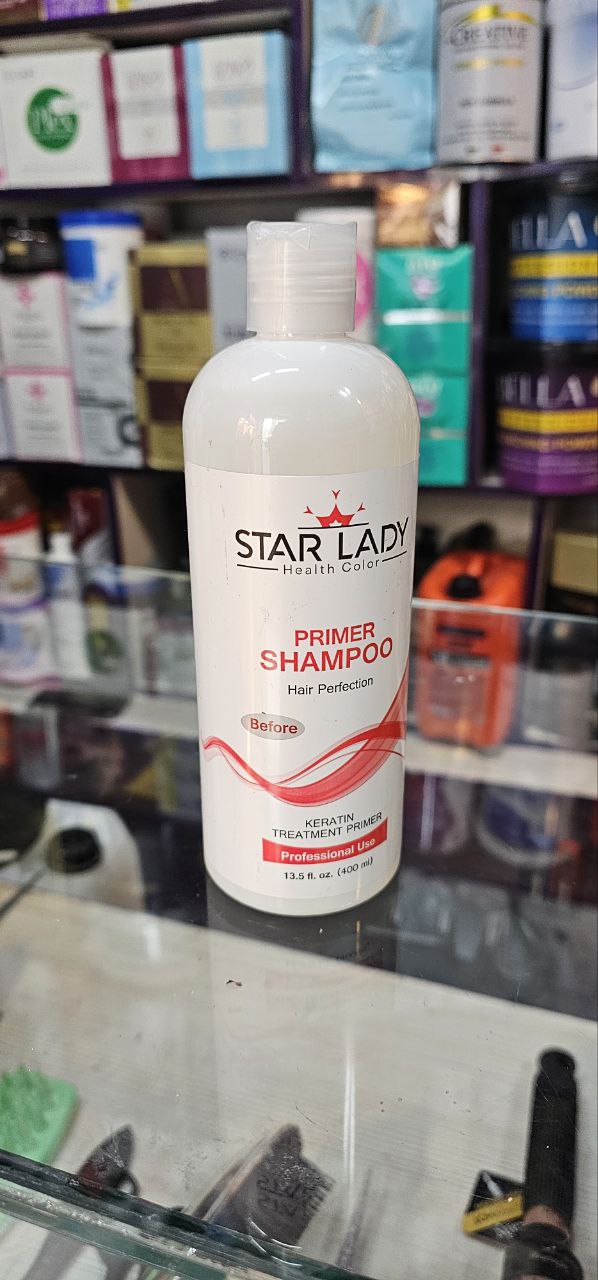 STAR LADY
Health Color
PRIMER
SHAMPOO
Hair Perfection
Before
KERATIN
TREATMENT PRIMER
Professional Use
13.5 fl. oz. (400 ml)